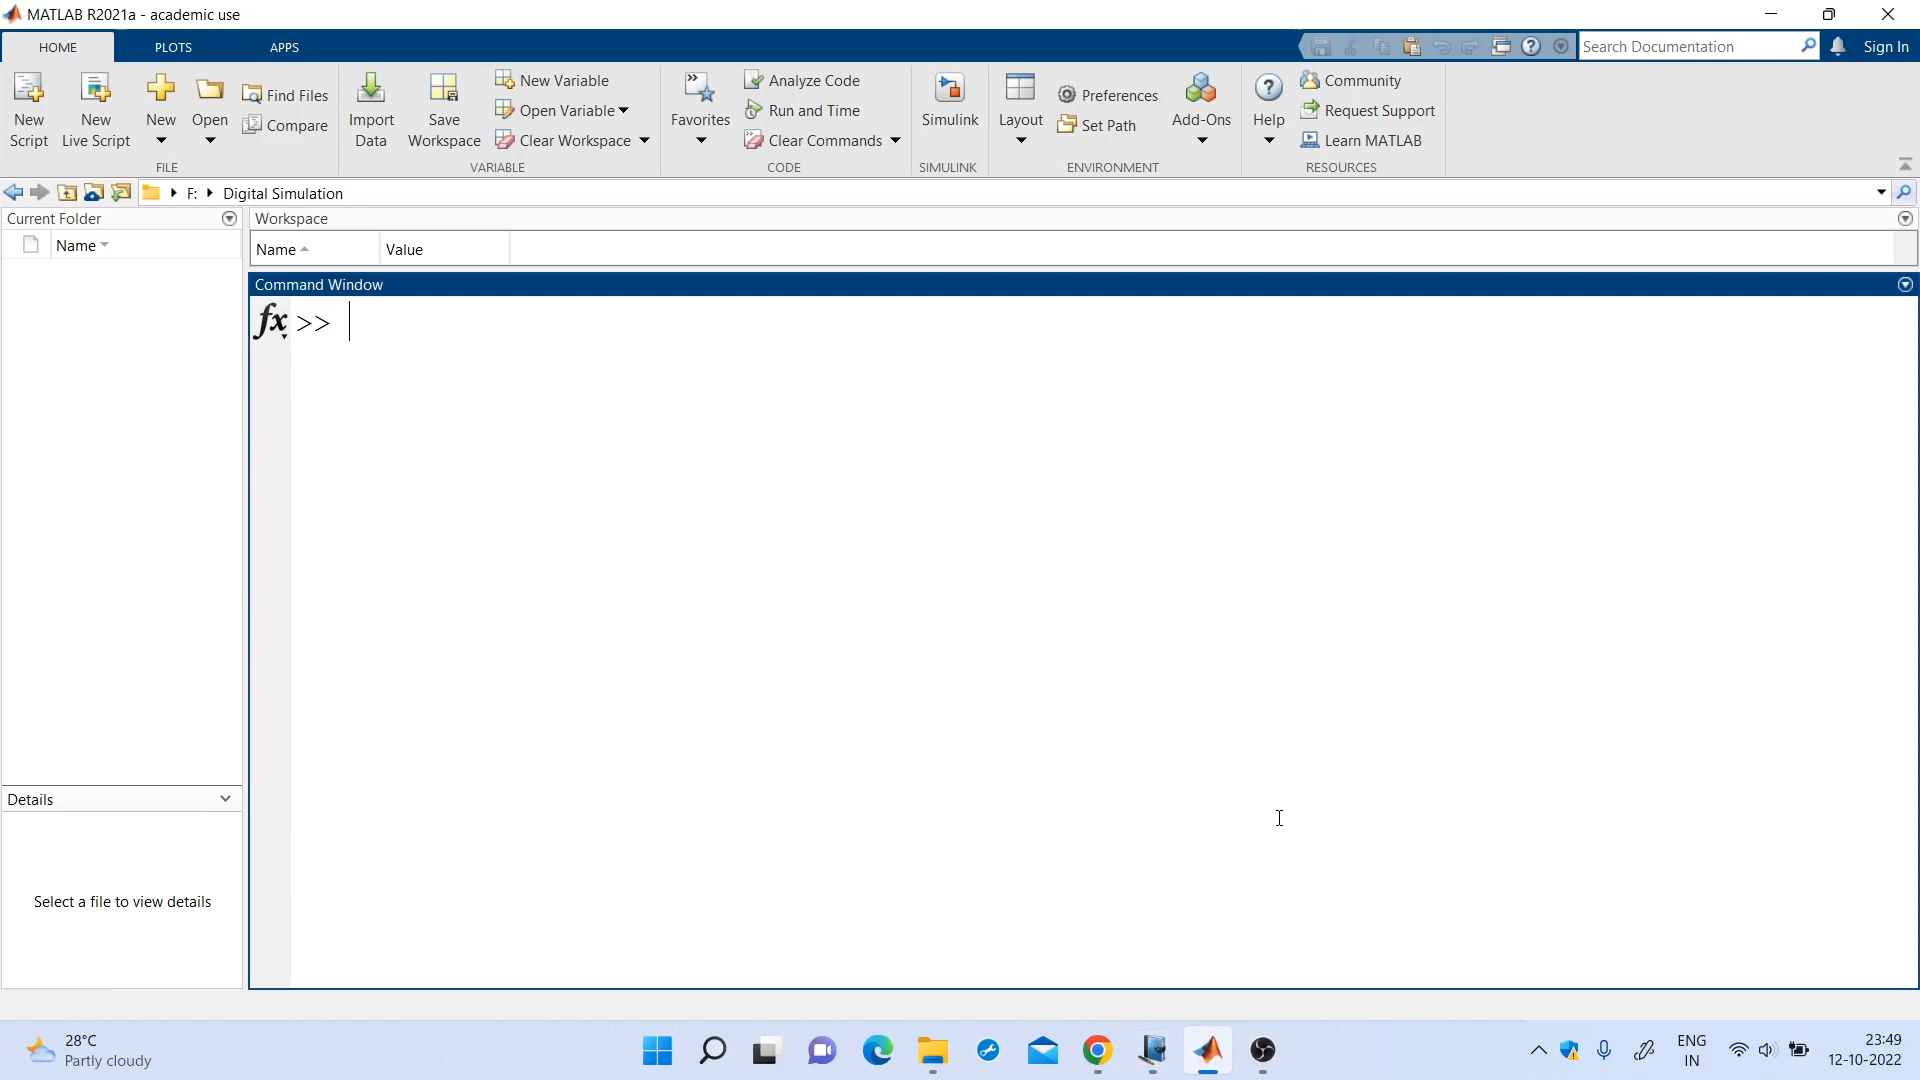 MATLAB R2021a - academic use
HOME PLOTS APPS Search Documentation Sign In
New Script
New Live Script
New
Open
Find Files
Compare
FILE
Import Data
Save Workspace
New Variable
Open Variable
Clear Workspace
VARIABLE
Favorites
Analyze Code
Run and Time
Clear Commands
CODE
Simulink
SIMULINK
Layout
Preferences
Set Path
Add-Ons
ENVIRONMENT
Help
Community
Request Support
Learn MATLAB
RESOURCES
F: Digital Simulation
Current Folder
Name
Workspace
Name Value
Command Window
fx >>
Details
Select a file to view details
28°C
Partly cloudy
ENG
IN
23:49
12-10-2022